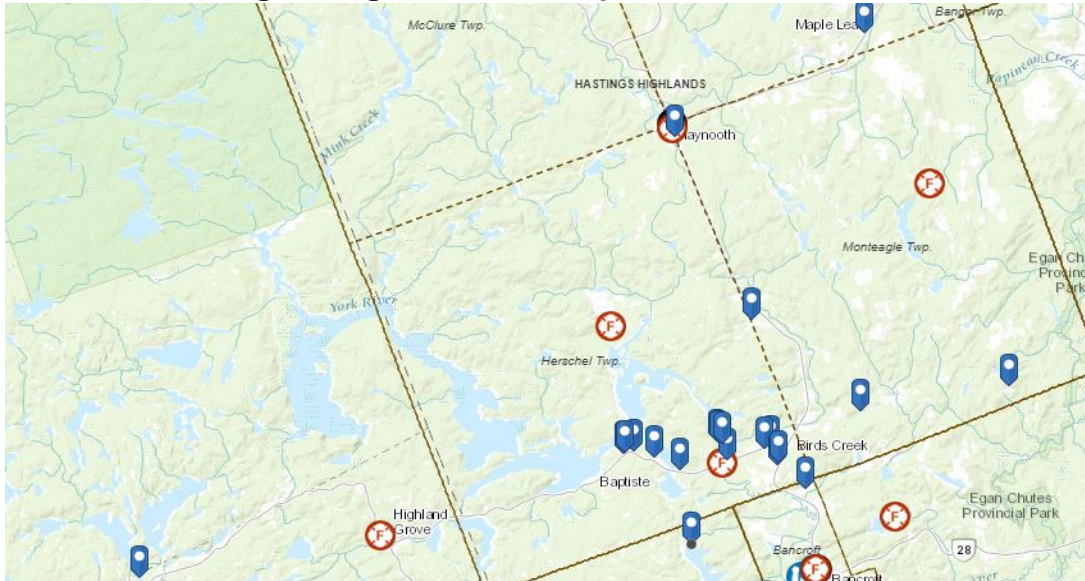 McClure Twp.
Maple Lea
Bangor Twp.
HASTINGS HIGHLANDS
Papineau Creek
Mink Creek
aynooth
F
Monteagle Twp.
Egan Ch
Provinc
Park
York River
F
Herschel Twp.
Birds Creek
F
Baptiste
Egan Chutes
Provincial Park
Highland
Grove
F
F
28
Bancroft
F
Bancroft